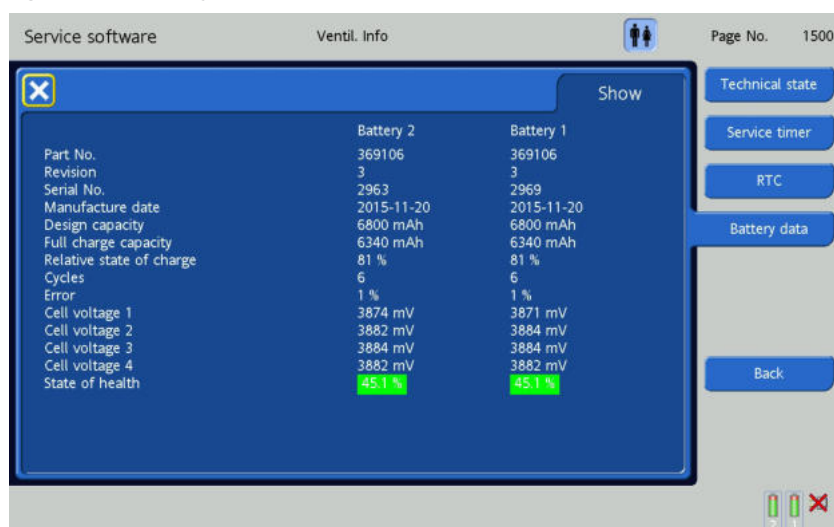 Service software Ventil. Info Page No. 1500
Show
Technical state
Service timer
RTC
Battery data
Back
Battery 2 Battery 1
Part No. 369106 369106
Revision 3 3
Serial No. 2963 2969
Manufacture date 2015-11-20 2015-11-20
Design capacity 6800 mAh 6800 mAh
Full charge capacity 6340 mAh 6340 mAh
Relative state of charge 81 % 81 %
Cycles 6 6
Error 1 % 1 %
Cell voltage 1 3874 mV 3871 mV
Cell voltage 2 3882 mV 3884 mV
Cell voltage 3 3884 mV 3884 mV
Cell voltage 4 3882 mV 3882 mV
State of health 45.1 % 45.1 %
2 1